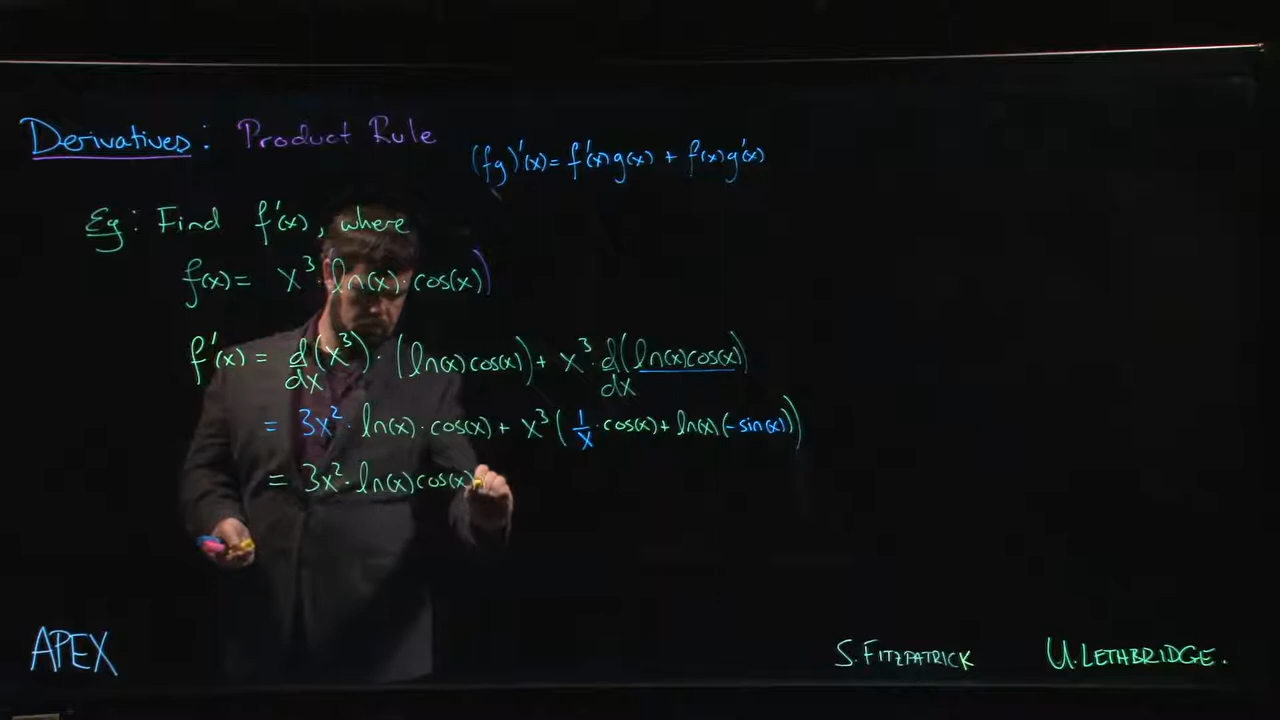 Derivatives: Product Rule
(fg)'(x) = f'(x)g(x) + f(x)g'(x)
Eg: Find f'(x), where
f(x) = x³·(ln(x)·cos(x))
f'(x) = d/dx (x³)·(ln(x)cos(x)) + x³·d/dx (ln(x)cos(x))
= 3x²·ln(x)·cos(x) + x³(1/x·cos(x) + ln(x)(-sin(x)))
= 3x²·ln(x)cos(x)
APEX
S. FITZPATRICK
U. LETHBRIDGE.